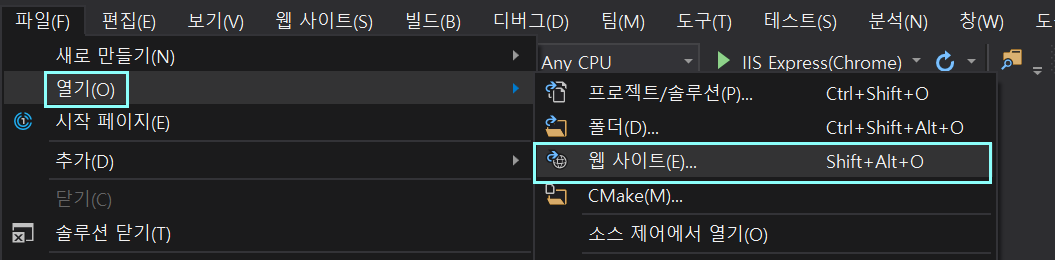 파일(F) 편집(E) 보기(V) 웹 사이트(S) 빌드(B) 디버그(D) 팀(M) 도구(T) 테스트(S) 분석(N) 창(W)
새로 만들기(N) Any CPU IIS Express(Chrome)
열기(O) 프로젝트/솔루션(P)... Ctrl+Shift+O
시작 페이지(E) 폴더(D)... Ctrl+Shift+Alt+O
추가(D) 웹 사이트(E)... Shift+Alt+O
닫기(C) CMake(M)...
솔루션 닫기(T) 소스 제어에서 열기(O)